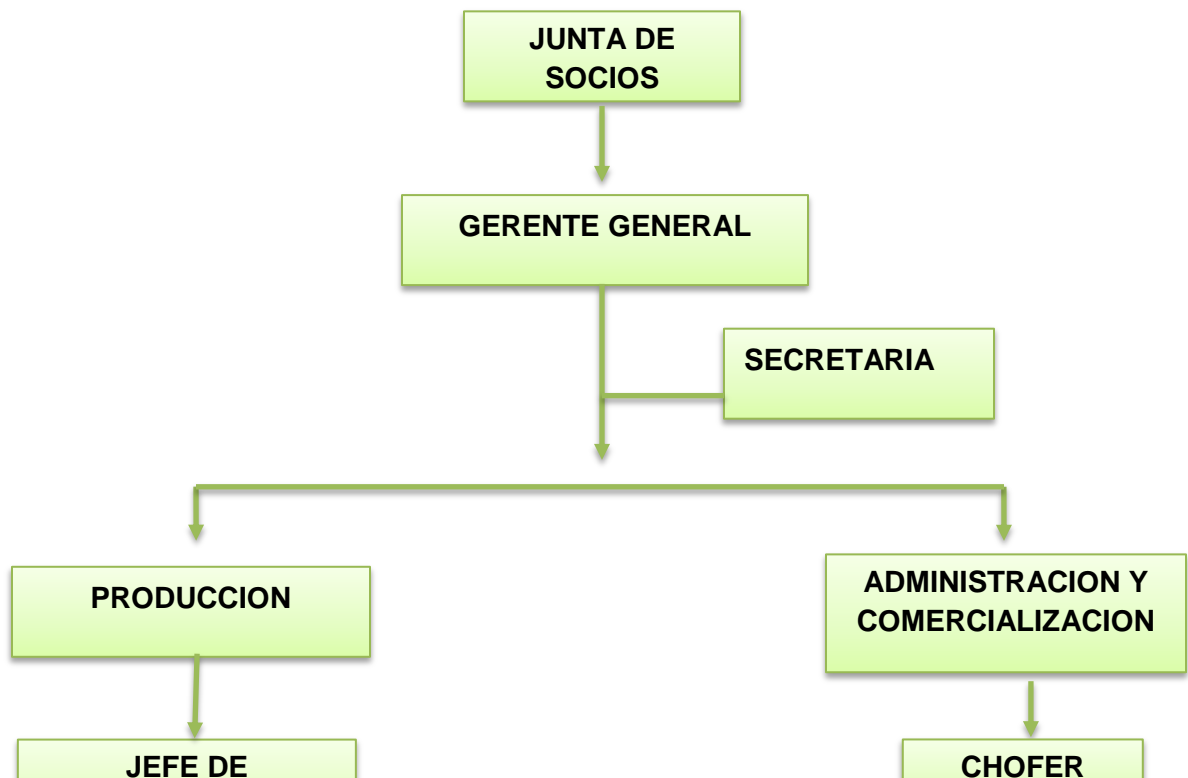 JUNTA DE
SOCIOS
GERENTE GENERAL
SECRETARIA
PRODUCCION
ADMINISTRACION Y
COMERCIALIZACION
JEFE DE
CHOFER